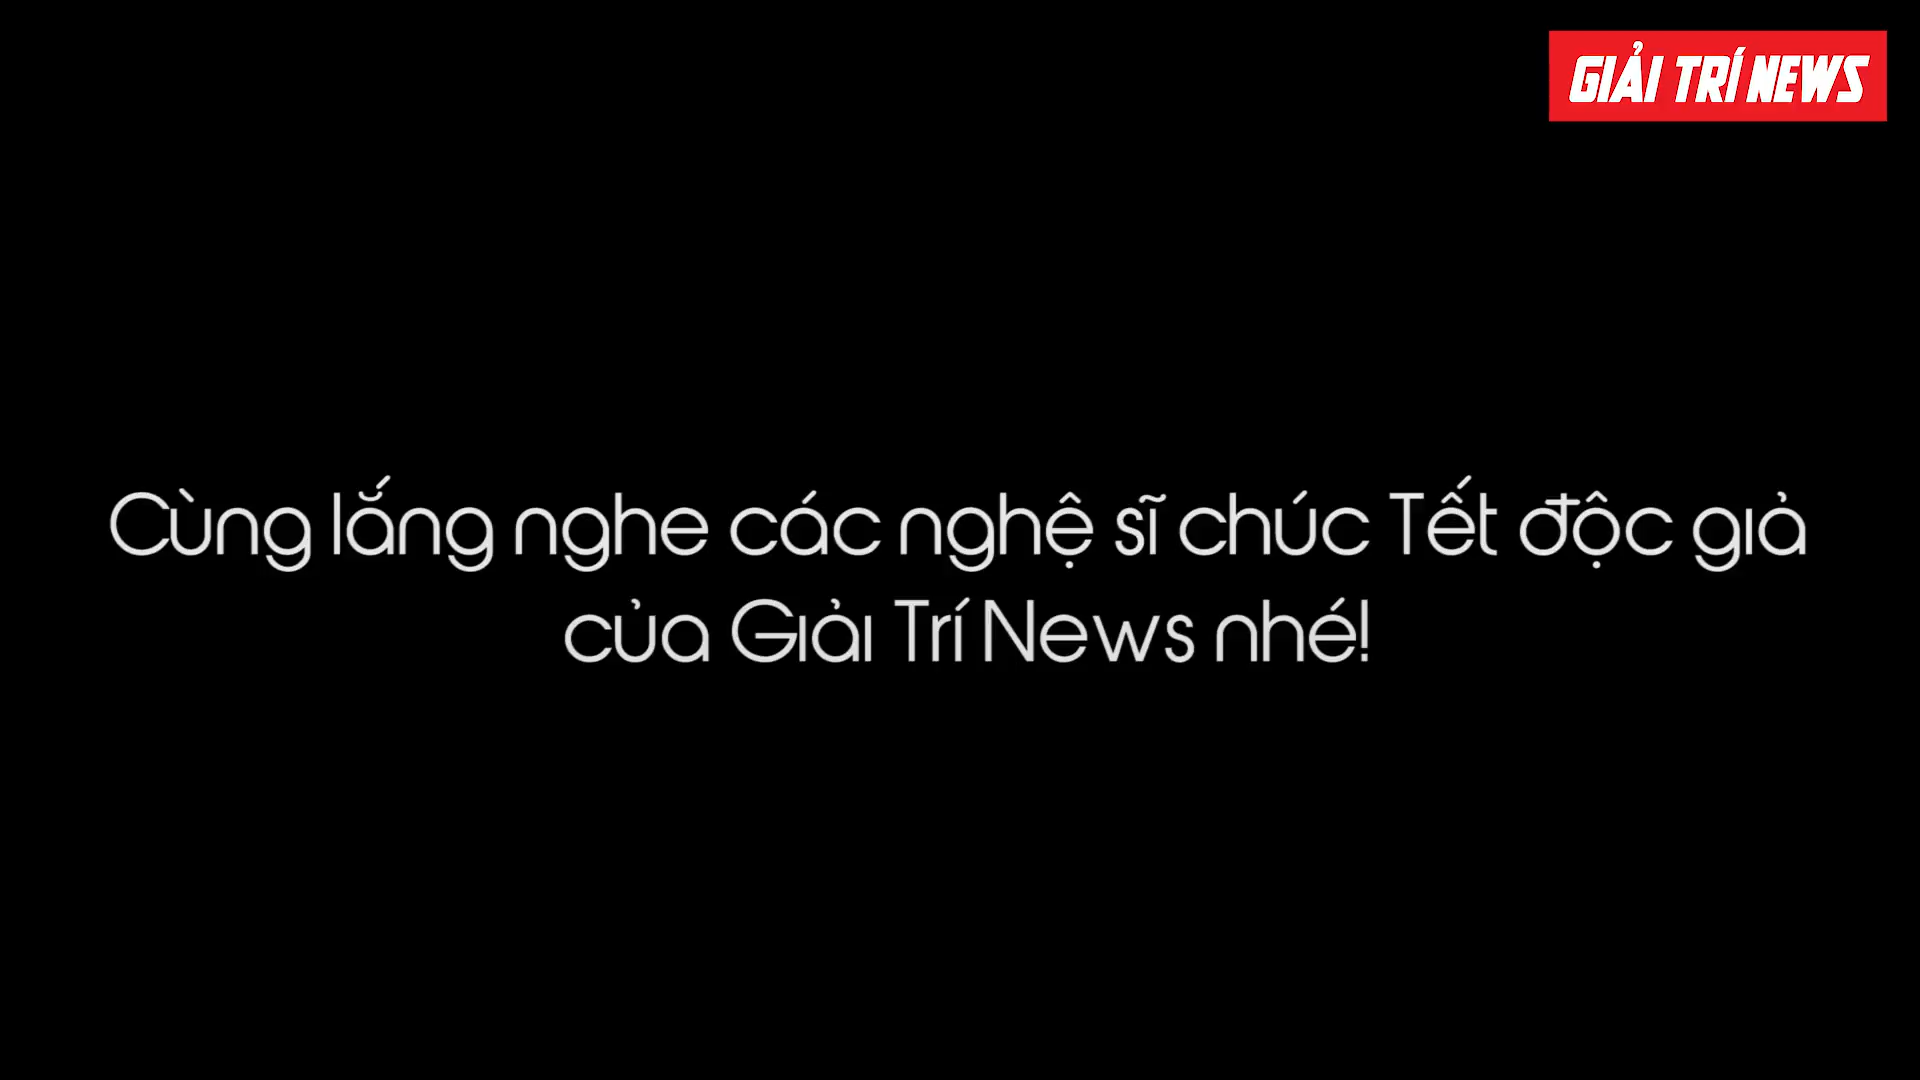 GIẢI TRÍ NEWS
Cùng lắng nghe các nghệ sĩ chúc Tết độc giả
của Giải Trí News nhé!